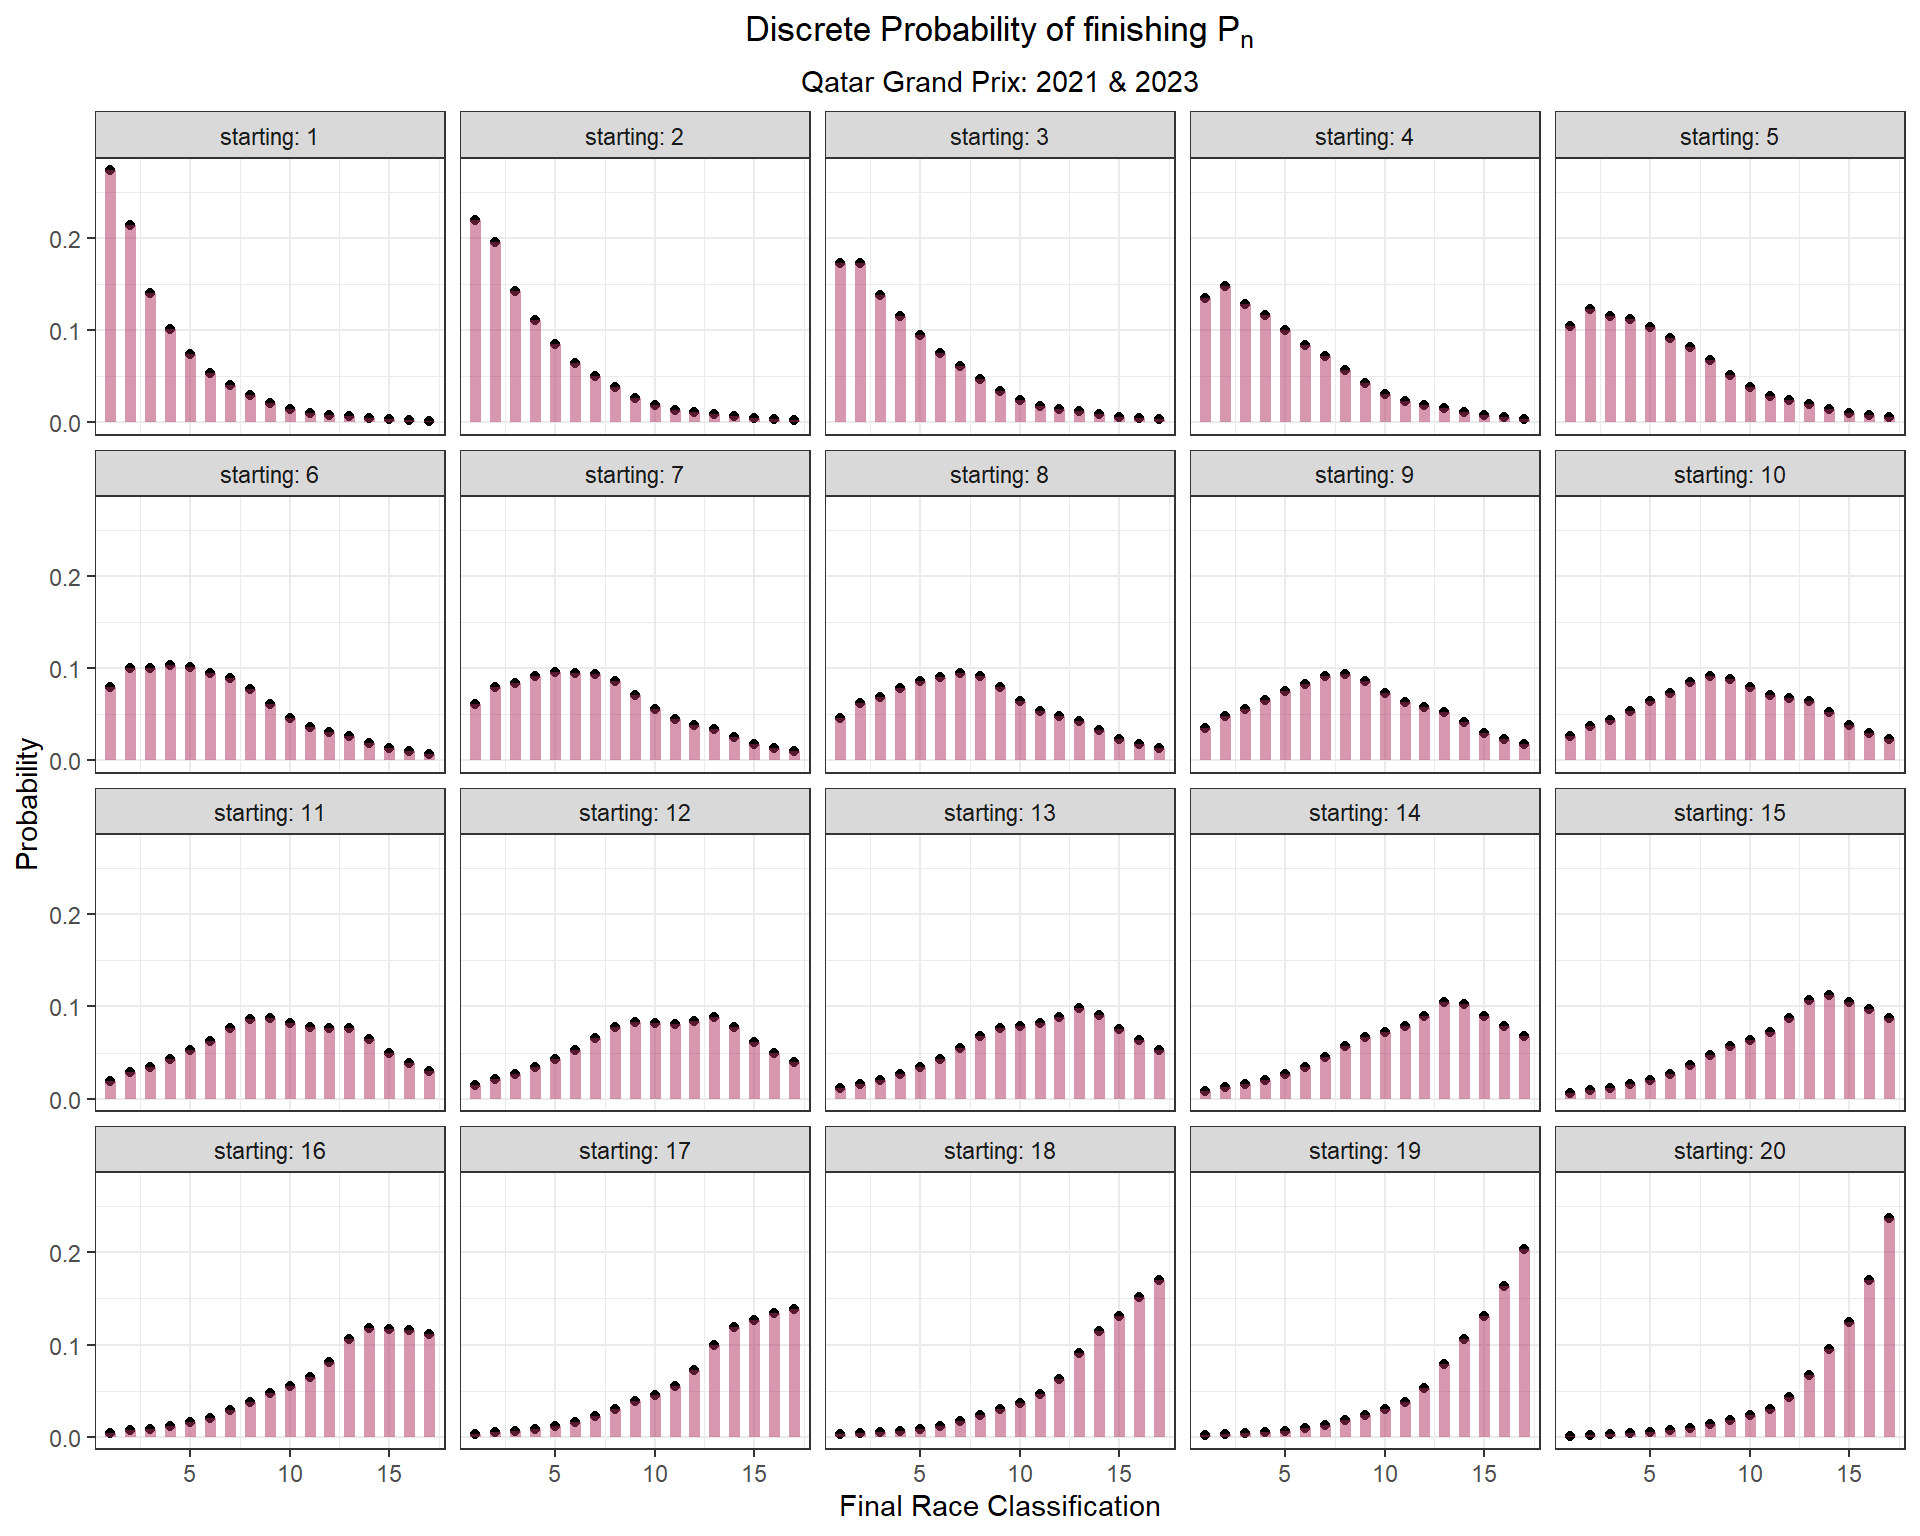 Discrete Probability of finishing Pn
Qatar Grand Prix: 2021 & 2023
starting: 1 starting: 2 starting: 3 starting: 4 starting: 5
0.2
0.1
0.0
starting: 6 starting: 7 starting: 8 starting: 9 starting: 10
0.2
0.1
0.0
Probability
starting: 11 starting: 12 starting: 13 starting: 14 starting: 15
0.2
0.1
0.0
starting: 16 starting: 17 starting: 18 starting: 19 starting: 20
0.2
0.1
0.0
5 10 15 5 10 15 5 10 15 5 10 15 5 10 15
Final Race Classification